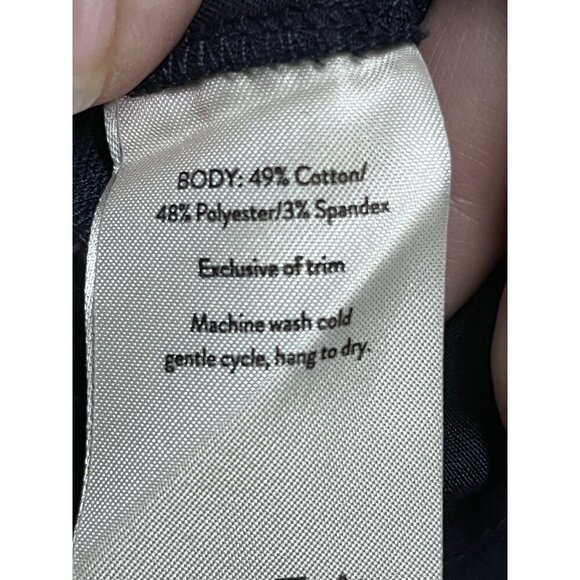 BODY: 49% Cotton/
48% Polyester/3% Spandex
Exclusive of trim
Machine wash cold
gentle cycle, hang to dry.